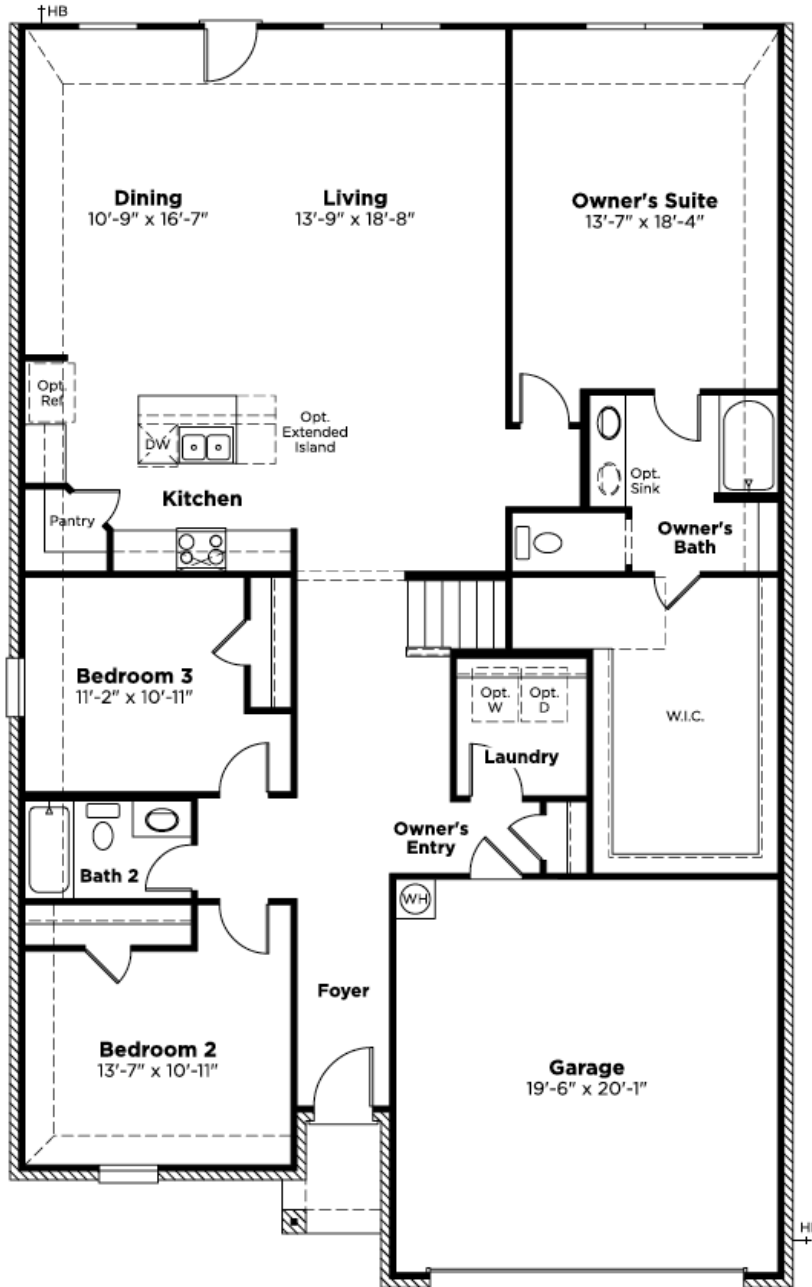 HB
Dining
10'-9" x 16'-7"
Living
13'-9" x 18'-8"
Owner's Suite
13'-7" x 18'-4"
Opt.
Ref
DW
Opt.
Extended
Island
Opt.
Sink
Kitchen
Pantry
Owner's
Bath
Bedroom 3
11'-2" x 10'-11"
Opt.
W
Opt.
D
W.I.C.
Laundry
Owner's
Entry
Bath 2
WH
Foyer
Bedroom 2
13'-7" x 10'-11"
Garage
19'-6" x 20'-1"